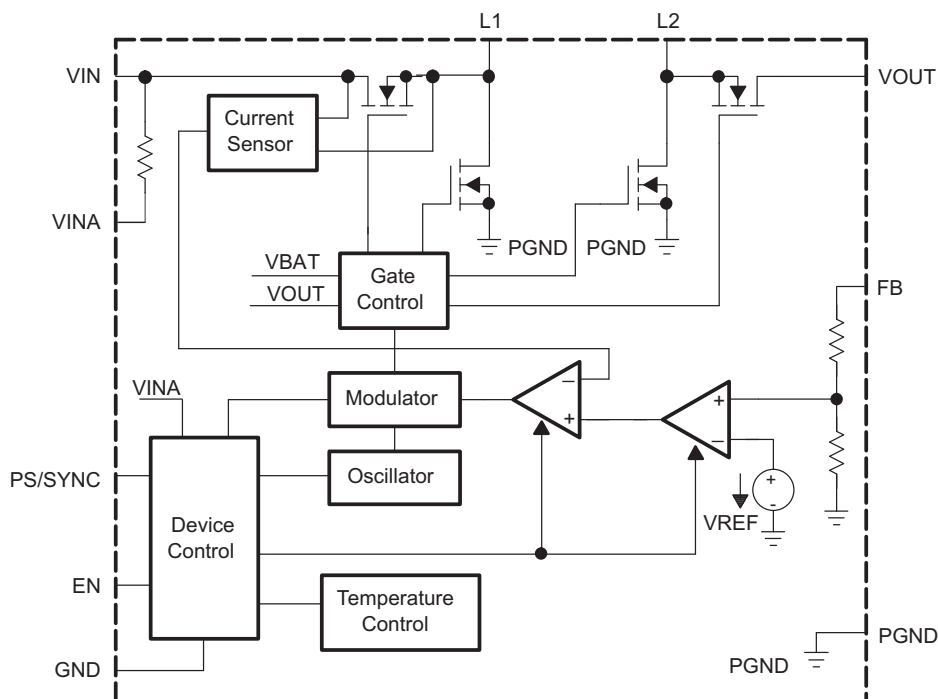 L1
L2
VIN
VOUT
Current
Sensor
VINA
PGND
PGND
VBAT
Gate
Control
VOUT
FB
VINA
Modulator
−
+
+
−
PS/SYNC
Oscillator
+
-
VREF
Device
Control
EN
Temperature
Control
PGND
PGND
GND